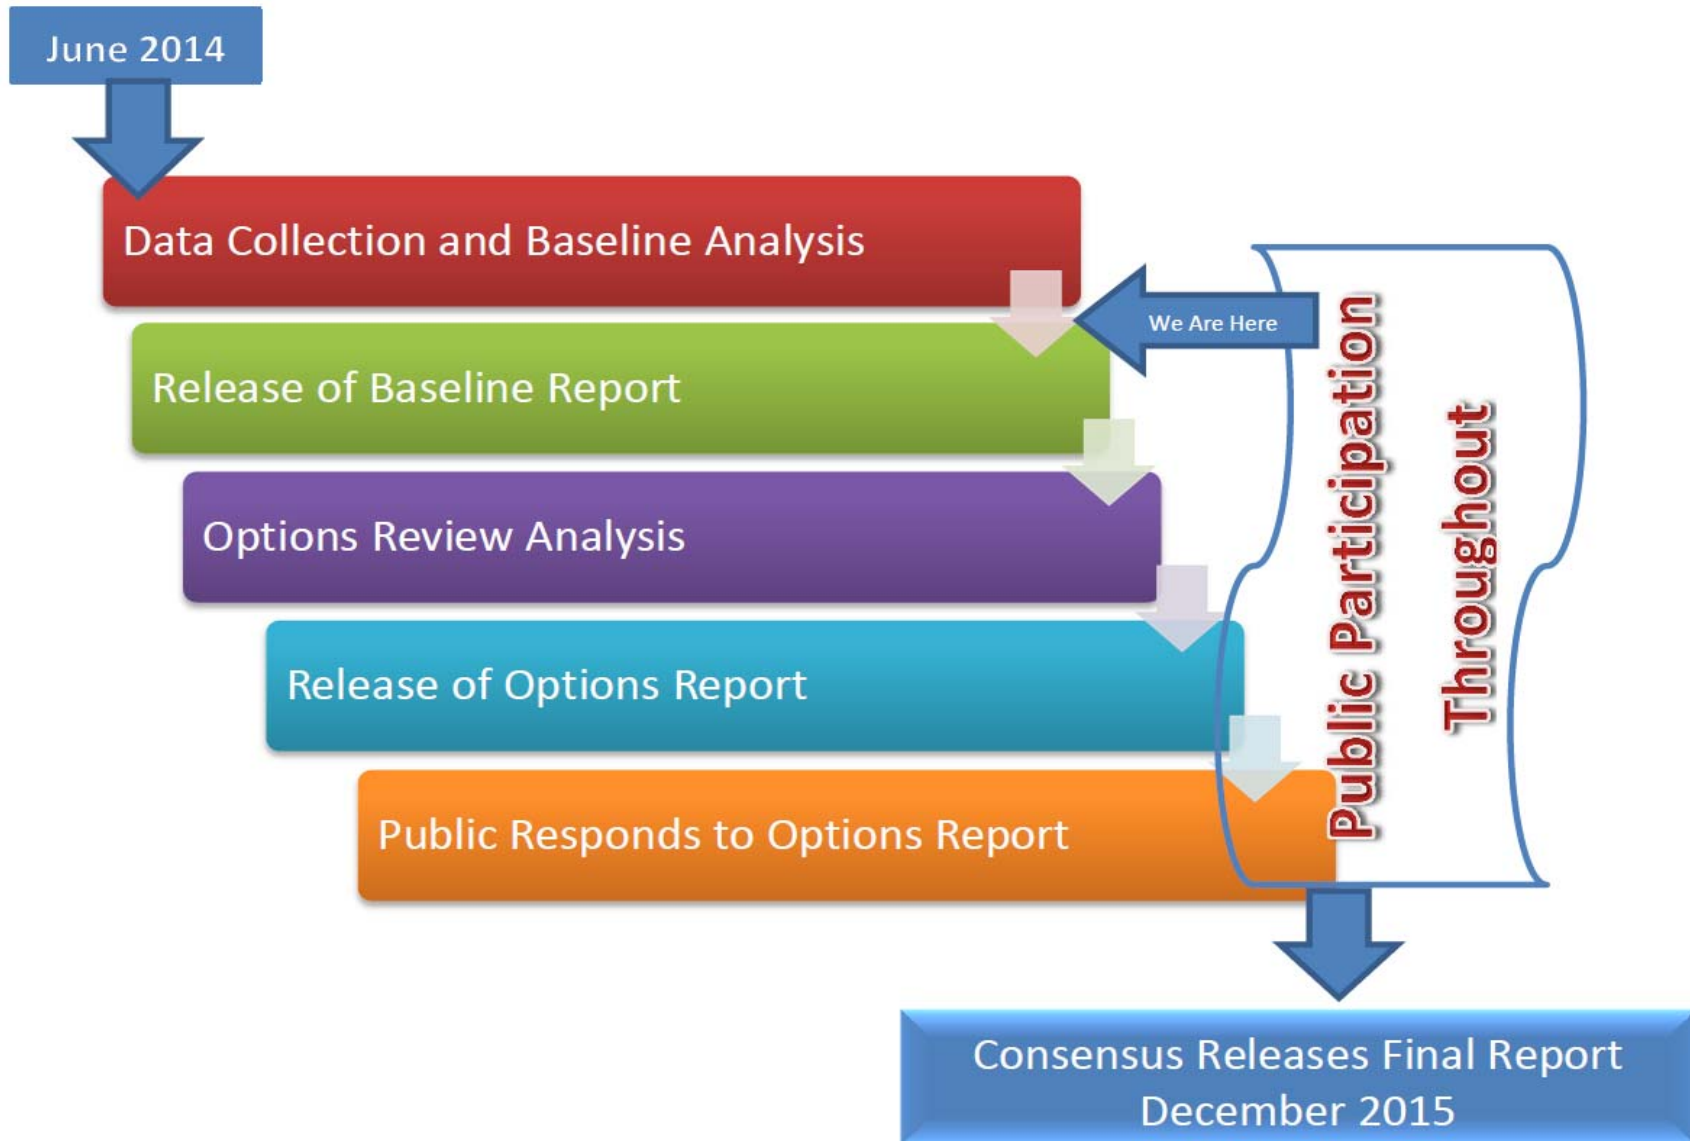 June 2014
Data Collection and Baseline Analysis
We Are Here
Release of Baseline Report
Options Review Analysis
Release of Options Report
Public Responds to Options Report
Public Participation
Throughout
Consensus Releases Final Report
December 2015